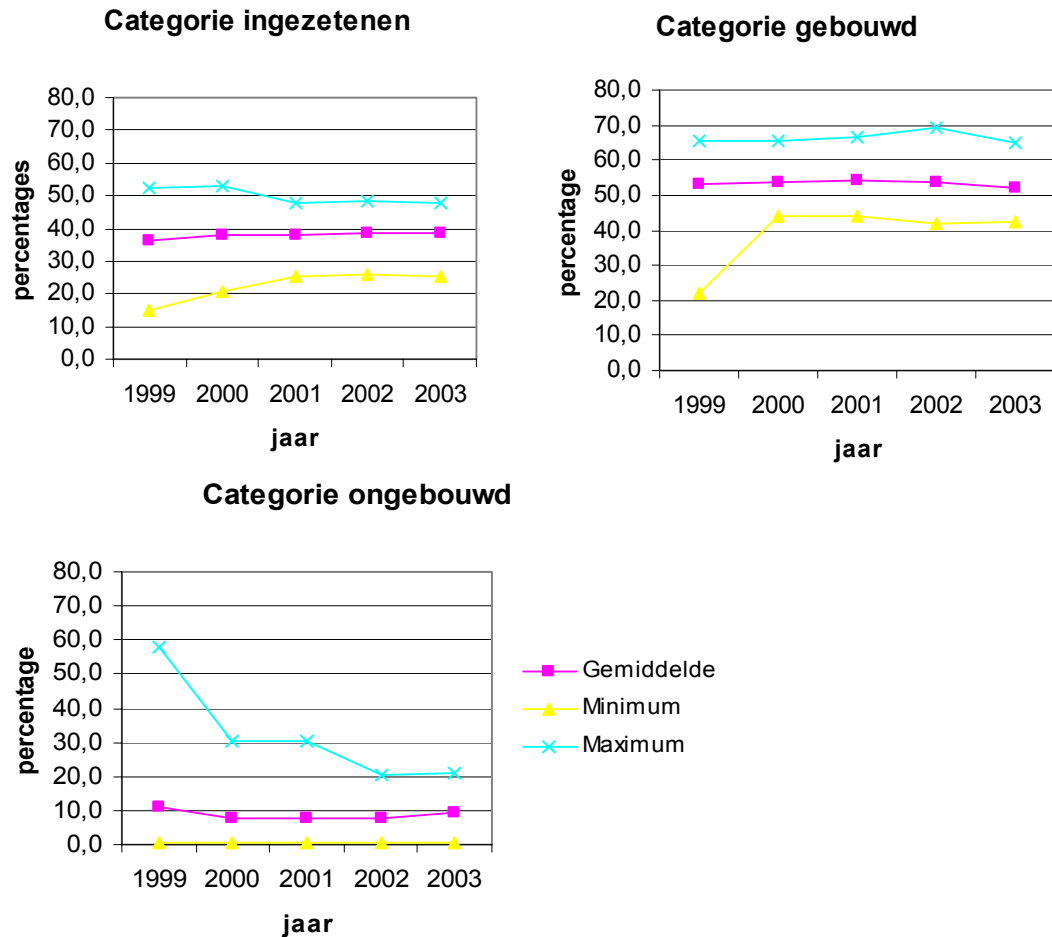 Categorie ingezetenen
percentages
80,0
70,0
60,0
50,0
40,0
30,0
20,0
10,0
0,0
1999 2000 2001 2002 2003
jaar
Categorie gebouwd
percentage
80,0
70,0
60,0
50,0
40,0
30,0
20,0
10,0
0,0
1999 2000 2001 2002 2003
jaar
Categorie ongebouwd
percentage
80,0
70,0
60,0
50,0
40,0
30,0
20,0
10,0
0,0
1999 2000 2001 2002 2003
jaar
Gemiddelde
Minimum
Maximum